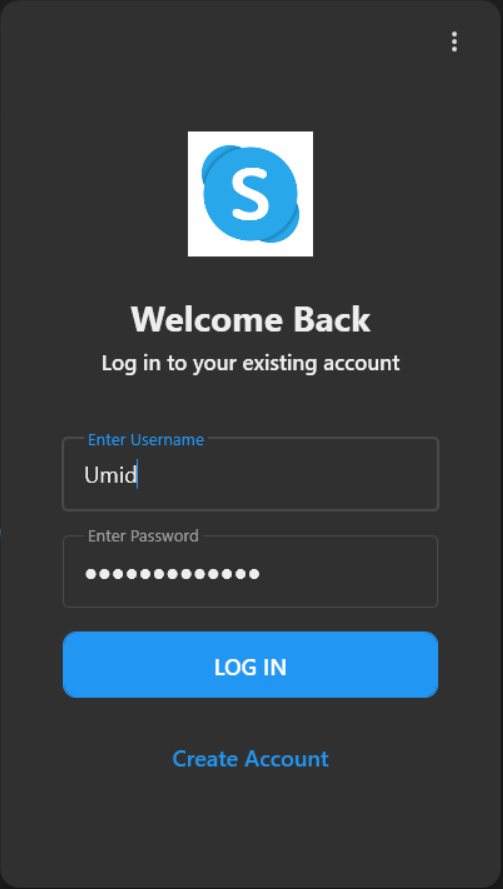 S
Welcome Back
Log in to your existing account
Enter Username
Umid
Enter Password
●●●●●●●●●●●●●
LOG IN
Create Account